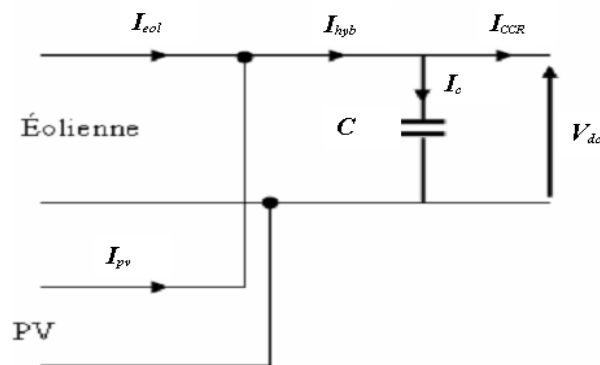 I_eol I_hyb I_CCR
I_c
Éolienne C V_dc
I_pv
PV